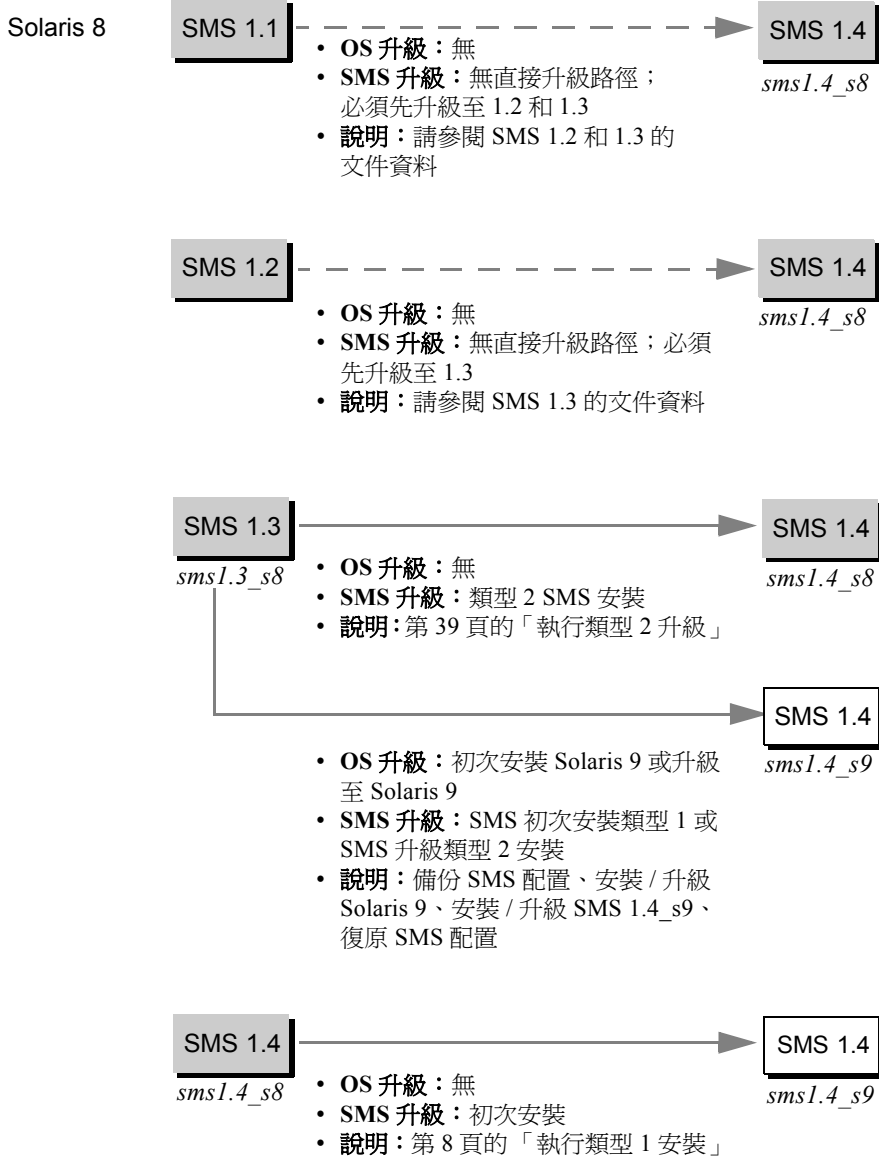 Solaris 8
SMS 1.1
SMS 1.4
sms1.4_s8
• OS 升級：無
• SMS 升級：無直接升級路徑；
必須先升級至 1.2 和 1.3
• 說明：請參閱 SMS 1.2 和 1.3 的
文件資料
SMS 1.2
SMS 1.4
sms1.4_s8
• OS 升級：無
• SMS 升級：無直接升級路徑；必須
先升級至 1.3
• 說明：請參閱 SMS 1.3 的文件資料
SMS 1.3
sms1.3_s8
SMS 1.4
sms1.4_s8
• OS 升級：無
• SMS 升級：類型 2 SMS 安裝
• 說明：第 39 頁的「執行類型 2 升級」
SMS 1.4
sms1.4_s9
• OS 升級：初次安裝 Solaris 9 或升級
至 Solaris 9
• SMS 升級：SMS 初次安裝類型 1 或
SMS 升級類型 2 安裝
• 說明：備份 SMS 配置、安裝 / 升級
Solaris 9、安裝 / 升級 SMS 1.4_s9、
復原 SMS 配置
SMS 1.4
sms1.4_s8
SMS 1.4
sms1.4_s9
• OS 升級：無
• SMS 升級：初次安裝
• 說明：第 8 頁的「執行類型 1 安裝」